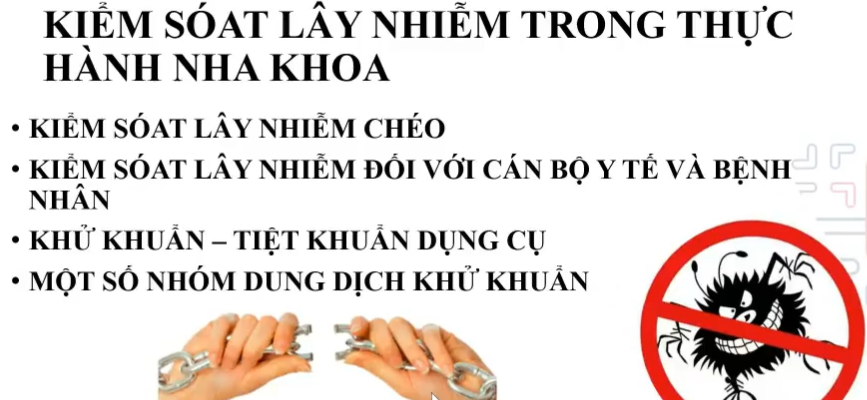 KIỂM SÓAT LÂY NHIỄM TRONG THỰC
HÀNH NHA KHOA
• KIỂM SÓAT LÂY NHIỄM CHÉO
• KIỂM SÓAT LÂY NHIỄM ĐỐI VỚI CÁN BỘ Y TẾ VÀ BỆNH
NHÂN
• KHỬ KHUẨN – TIỆT KHUẨN DỤNG CỤ
• MỘT SỐ NHÓM DUNG DỊCH KHỬ KHUẨN